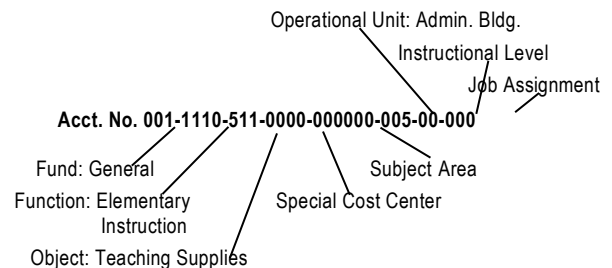 Operational Unit: Admin. Bldg.
Instructional Level
Job Assignment
Acct. No. 001-1110-511-0000-000000-005-00-000
Fund: General
Subject Area
Function: Elementary
Special Cost Center
Instruction
Object: Teaching Supplies